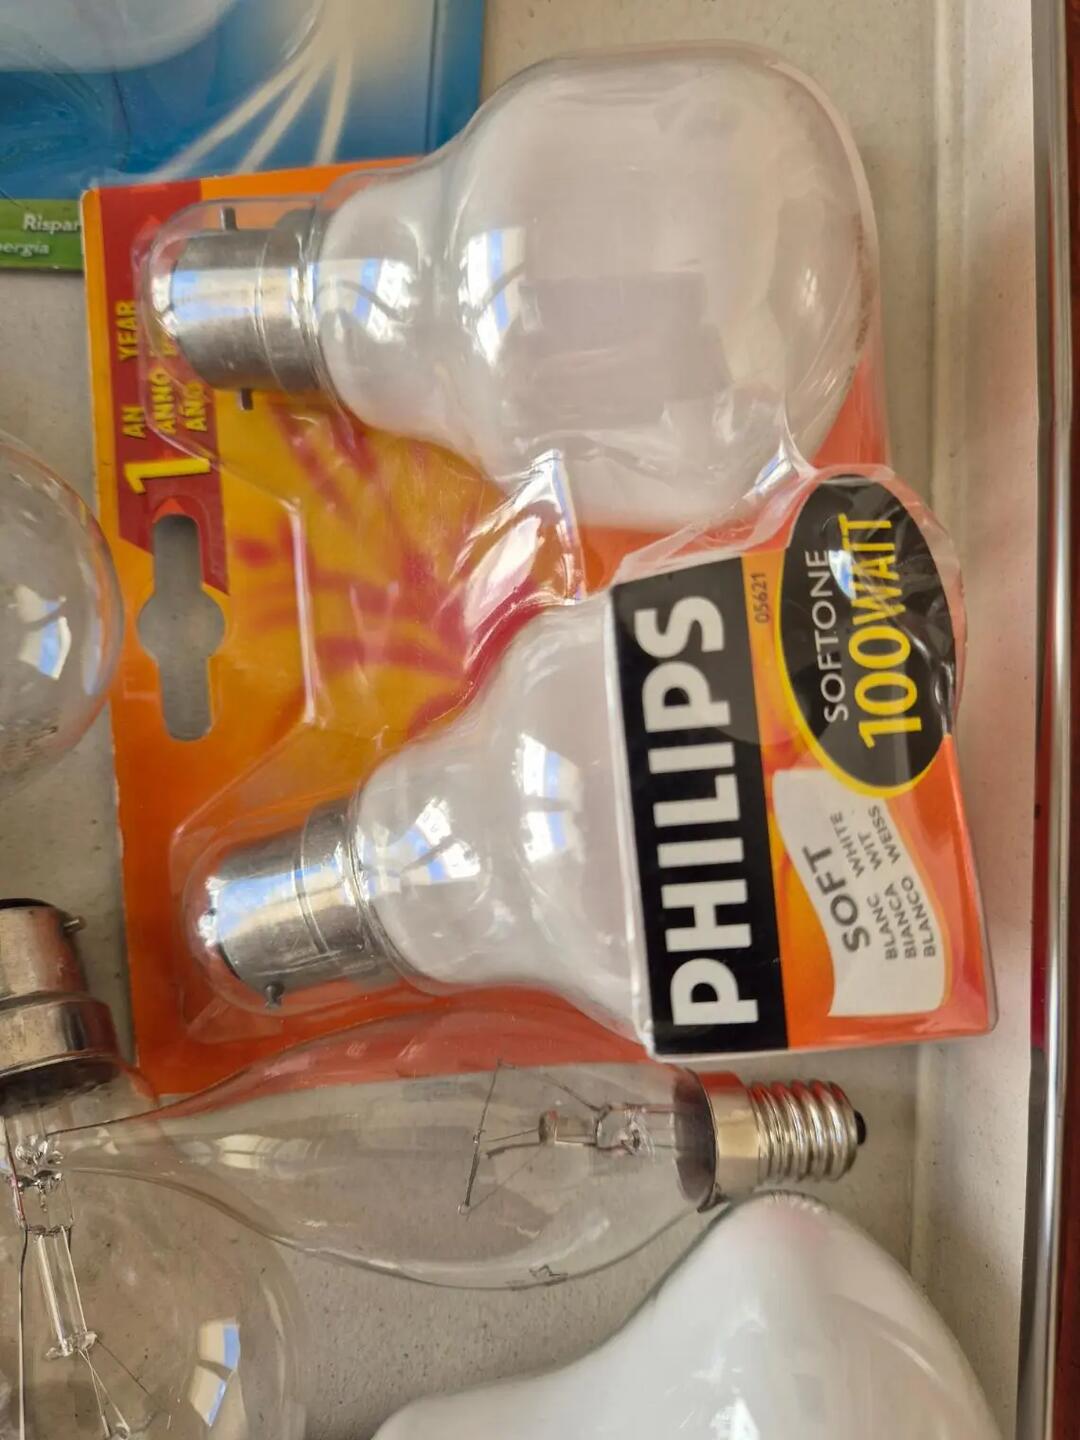 Rispar
ergia
1
AN YEAR
ANNO
AÑO
PHILIPS
05621
SOFTONE
100WATT
SOFT
BLANC WHITE
BIANCA WIT
BLANCO WEISS